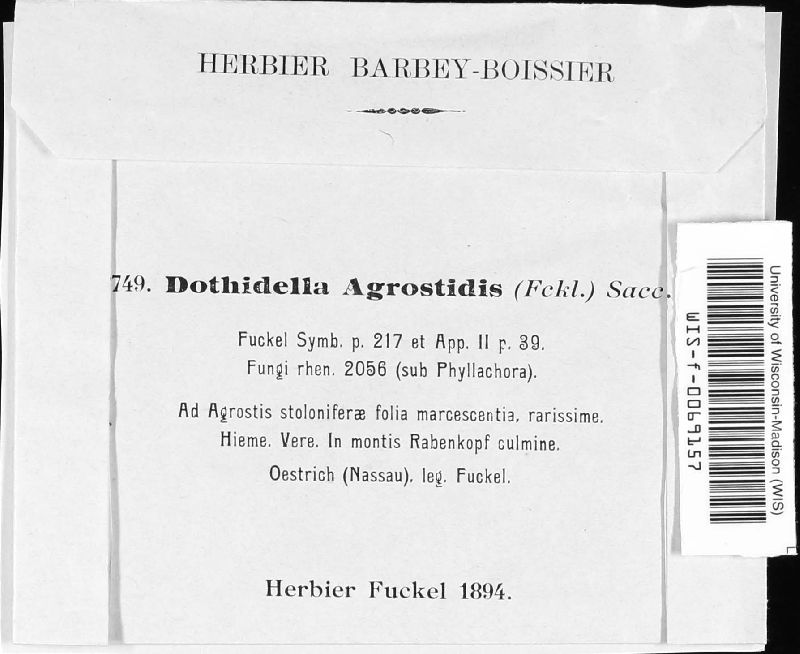 HERBIER BARBEY-BOISSIER
749. Dothidella Agrostidis (Fckl.) Sacc.
Fuckel Symb. p. 217 et App. II p. 39.
Fungi rhen. 2056 (sub Phyllachora).
Ad Agrostis stoloniferæ folia marcescentia, rarissime.
Hieme. Vere. In montis Rabenkopf culmine.
Oestrich (Nassau), leg. Fuckel.
Herbier Fuckel 1894.
University of Wisconsin-Madison (WIS)
WIS-f-0069157